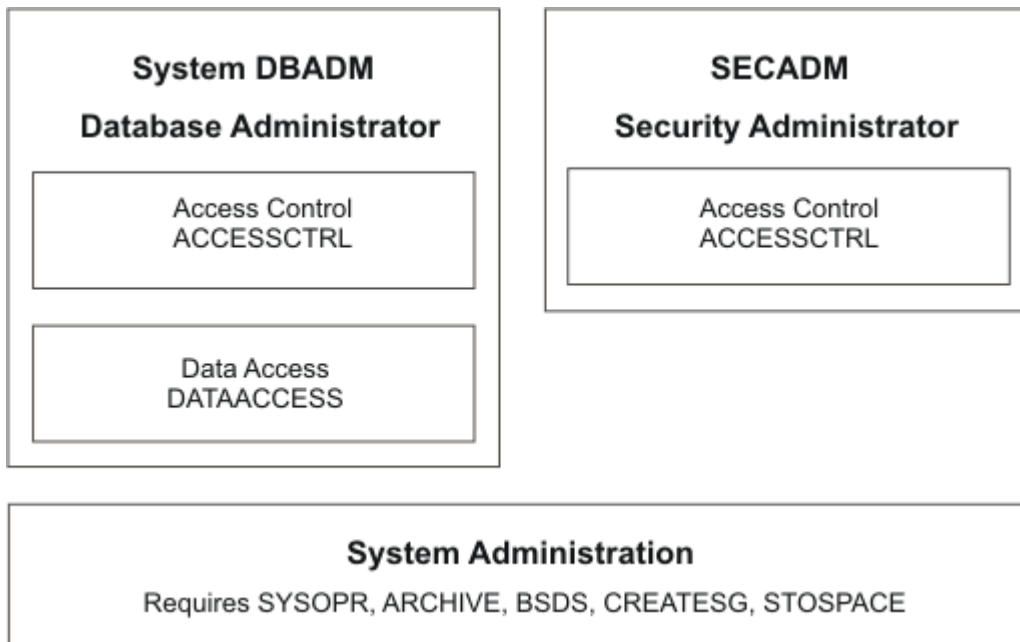 System DBADM
Database Administrator
Access Control
ACCESSCTRL
Data Access
DATAACCESS
SECADM
Security Administrator
Access Control
ACCESSCTRL
System Administration
Requires SYSOPR, ARCHIVE, BSDS, CREATESG, STOSPACE